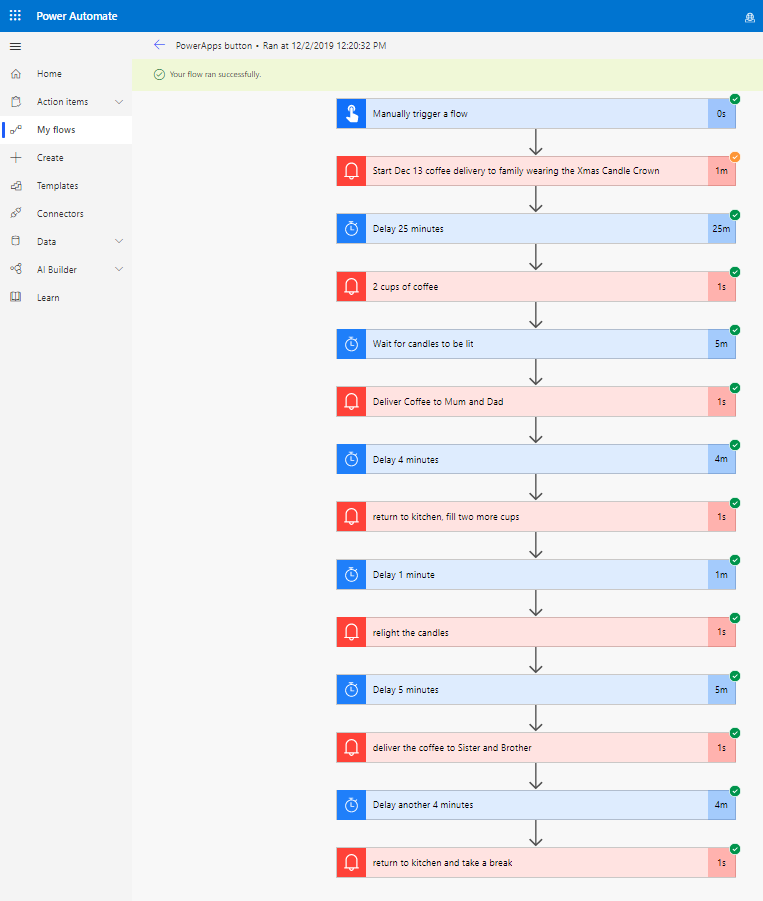 Power Automate
PowerApps button • Ran at 12/2/2019 12:20:32 PM
Your flow ran successfully.
Home
Action items
My flows
Create
Templates
Connectors
Data
AI Builder
Learn
Manually trigger a flow 0s
Start Dec 13 coffee delivery to family wearing the Xmas Candle Crown 1m
Delay 25 minutes 25m
2 cups of coffee 1s
Wait for candles to be lit 5m
Deliver Coffee to Mum and Dad 1s
Delay 4 minutes 4m
return to kitchen, fill two more cups 1s
Delay 1 minute 1m
relight the candles 1s
Delay 5 minutes 5m
deliver the coffee to Sister and Brother 1s
Delay another 4 minutes 4m
return to kitchen and take a break 1s